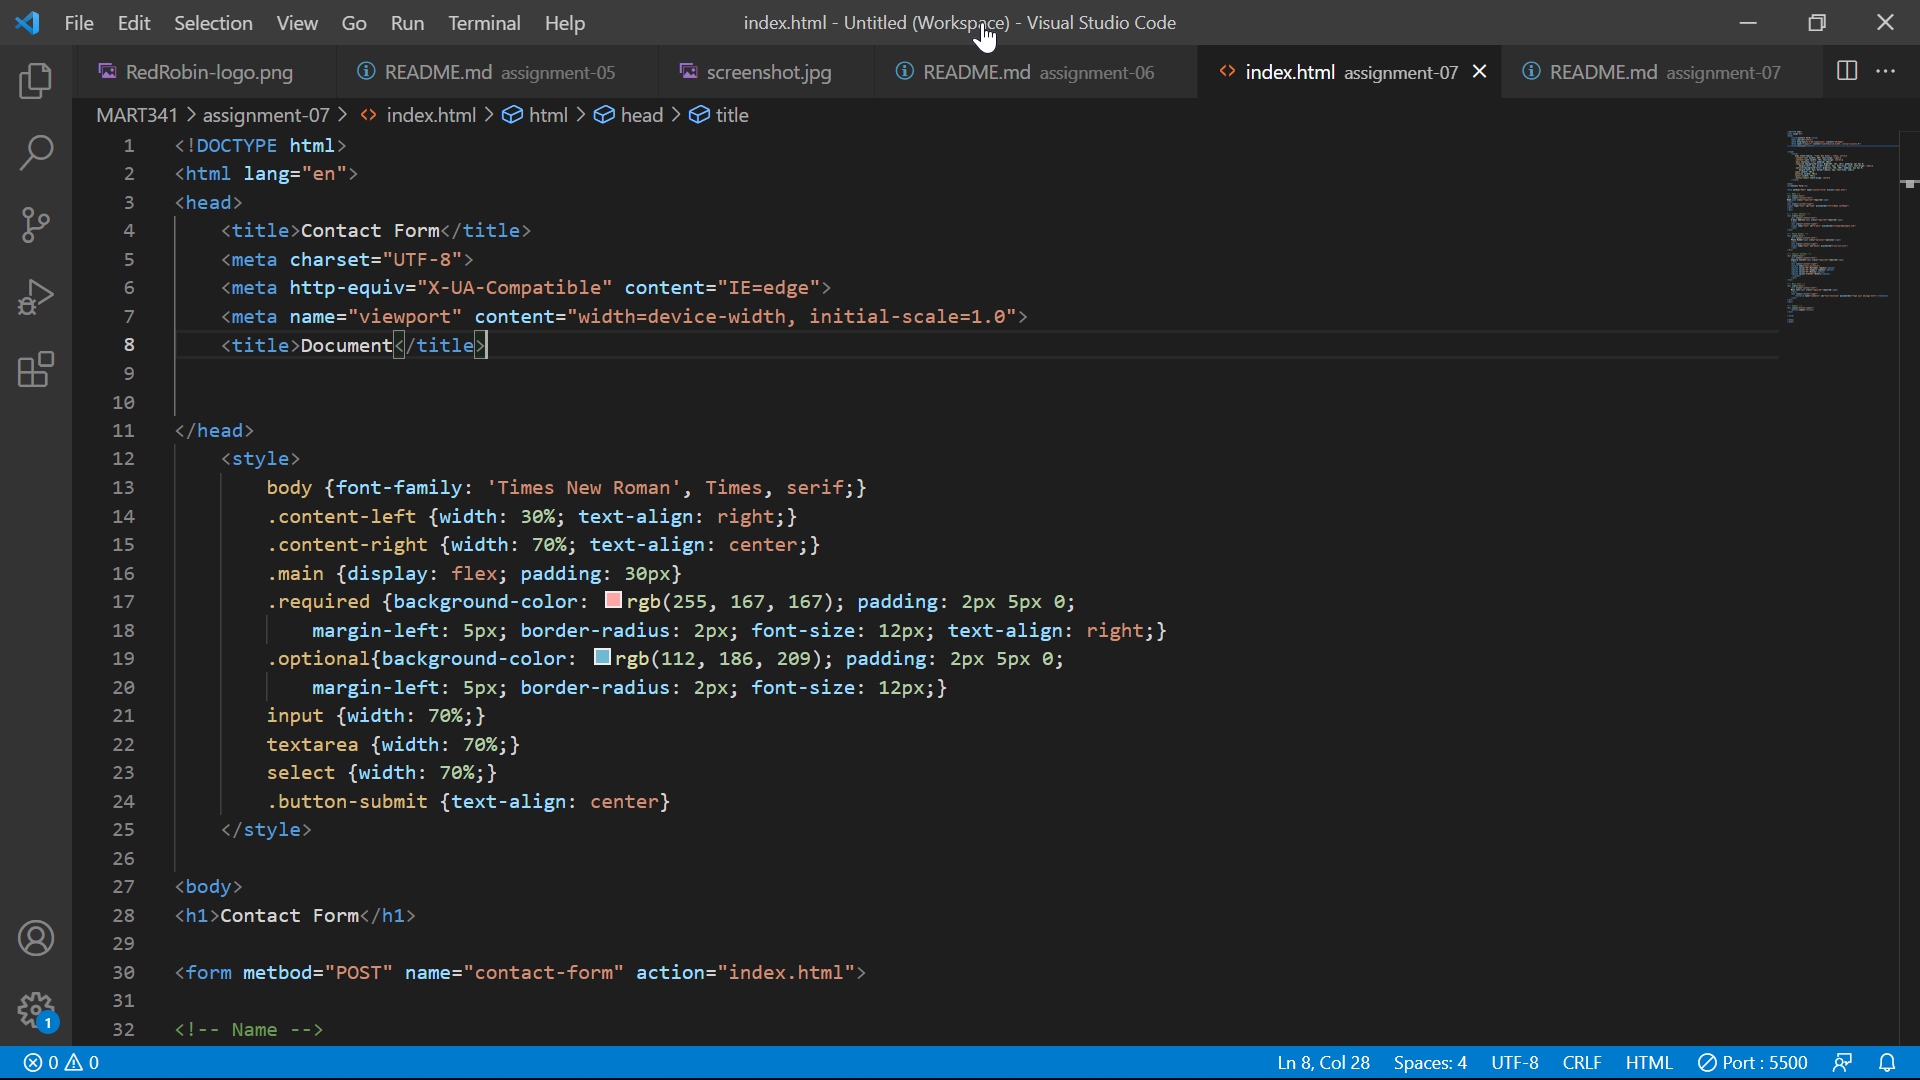 File Edit Selection View Go Run Terminal Help
index.html - Untitled (Workspace) - Visual Studio Code
RedRobin-logo.png
README.md assignment-05
screenshot.jpg
README.md assignment-06
index.html assignment-07
README.md assignment-07
MART341 > assignment-07 > index.html > html > head > title
1 <!DOCTYPE html>
2 <html lang="en">
3 <head>
4 <title>Contact Form</title>
5 <meta charset="UTF-8">
6 <meta http-equiv="X-UA-Compatible" content="IE=edge">
7 <meta name="viewport" content="width=device-width, initial-scale=1.0">
8 <title>Document</title>
9
10
11 </head>
12 <style>
13 body {font-family: 'Times New Roman', Times, serif;}
14 .content-left {width: 30%; text-align: right;}
15 .content-right {width: 70%; text-align: center;}
16 .main {display: flex; padding: 30px}
17 .required {background-color: rgb(255, 167, 167); padding: 2px 5px 0;
18 margin-left: 5px; border-radius: 2px; font-size: 12px; text-align: right;}
19 .optional{background-color: rgb(112, 186, 209); padding: 2px 5px 0;
20 margin-left: 5px; border-radius: 2px; font-size: 12px;}
21 input {width: 70%;}
22 textarea {width: 70%;}
23 select {width: 70%;}
24 .button-submit {text-align: center}
25 </style>
26
27 <body>
28 <h1>Contact Form</h1>
29
30 <form metbod="POST" name="contact-form" action="index.html">
31
32 <!-- Name -->
1
0 0
Ln 8, Col 28
Spaces: 4
UTF-8
CRLF
HTML
Port : 5500